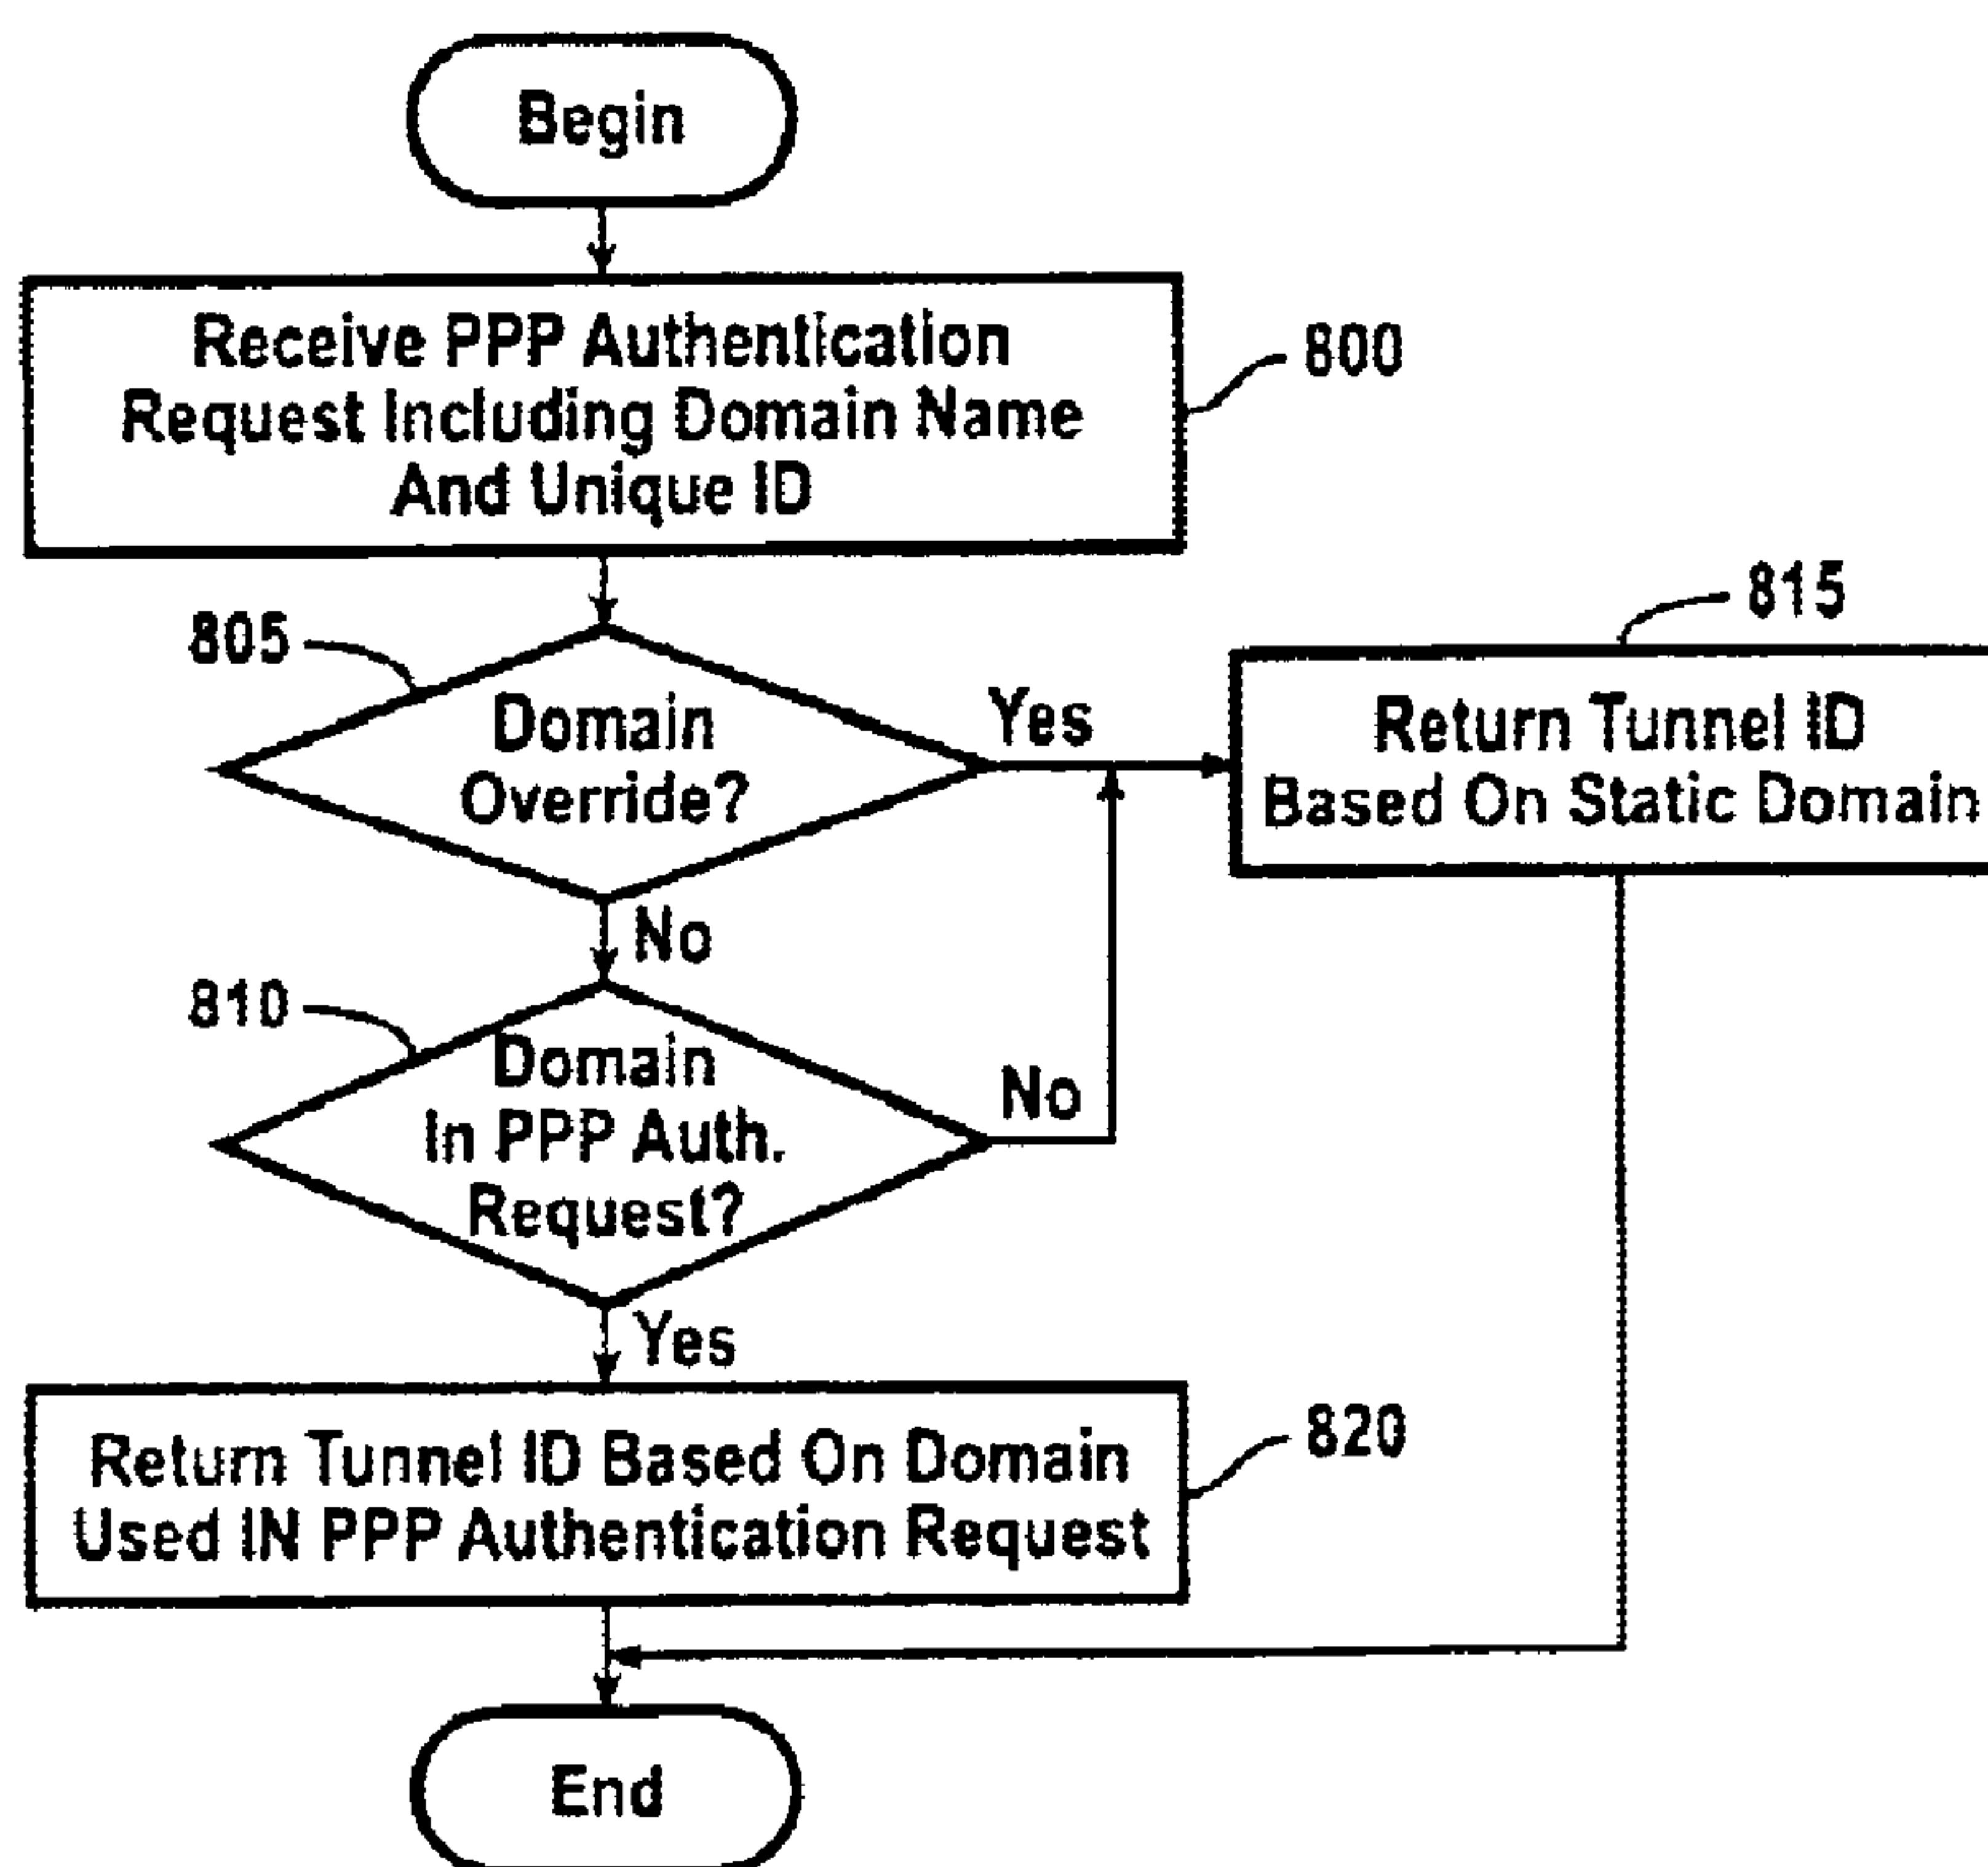 Begin
Receive PPP Authentication
Request Including Domain Name
And Unique ID
800
805
Domain
Override?
Yes
815
Return Tunnel ID
Based On Static Domain
No
810
Domain
In PPP Auth.
Request?
No
Yes
Return Tunnel ID Based On Domain
Used IN PPP Authentication Request
820
End